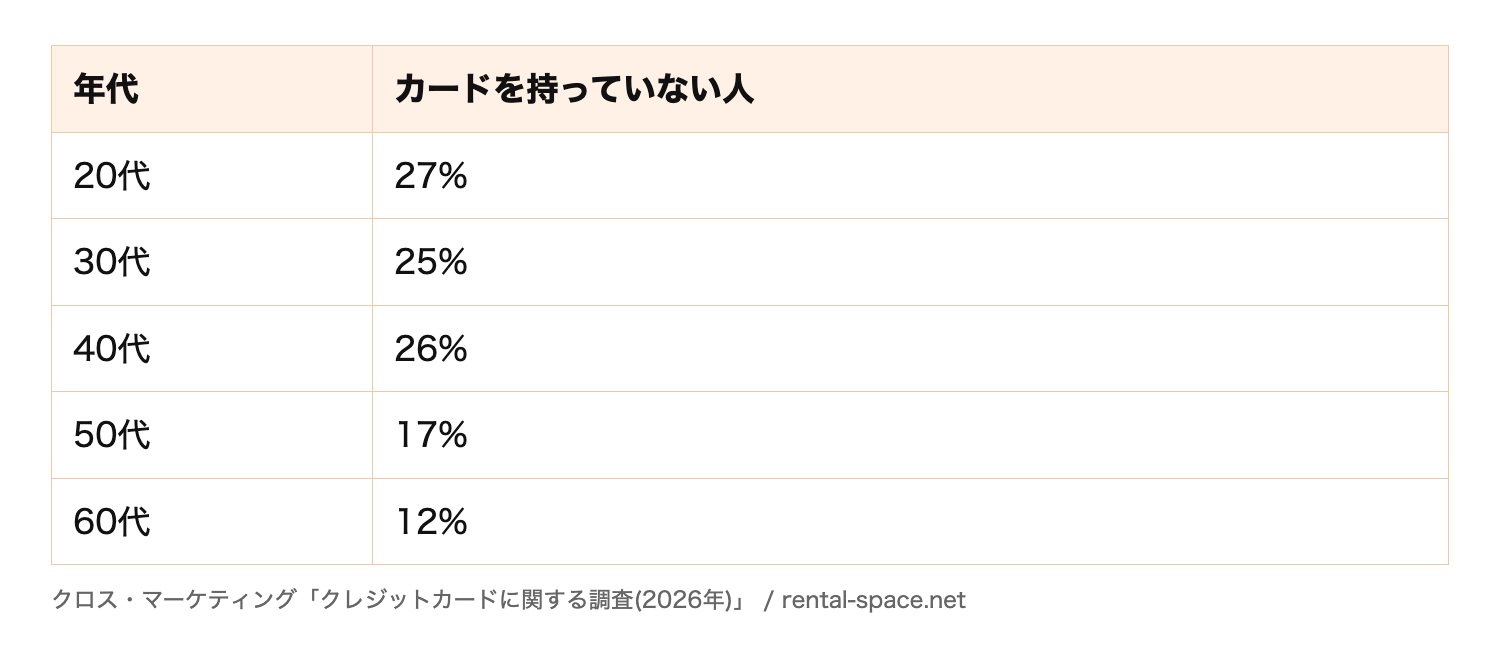 年代 カードを持っていない人
20代 27%
30代 25%
40代 26%
50代 17%
60代 12%
クロス・マーケティング「クレジットカードに関する調査(2026年)」 / rental-space.net